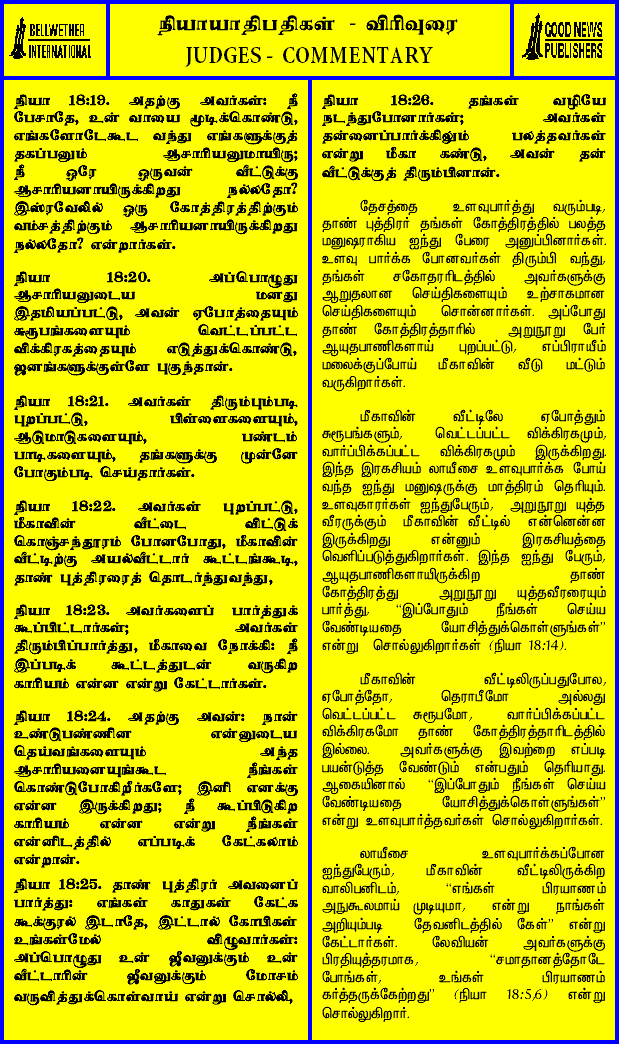 BELLWETHER
INTERNATIONAL
நியாயாதிபதிகள் - விரிவுரை
JUDGES - COMMENTARY
GOOD NEWS
PUBLISHERS
நியா 18:19. அதற்கு அவர்கள்: நீ
பேசாதே, உன் வாயை மூடிக்கொண்டு,
எங்களோடேகூட வந்து எங்களுக்குத்
தகப்பனும் ஆசாரியனுமாயிரு;
நீ ஒரே ஒருவன் வீட்டுக்கு
ஆசாரியனாயிருக்கிறது நல்லதோ?
இஸ்ரவேலில் ஒரு கோத்திரத்திற்கும்
வம்சத்திற்கும் ஆசாரியனாயிருக்கிறது
நல்லதோ? என்றார்கள்.
நியா 18:20. அப்பொழுது
ஆசாரியனுடைய மனது
இதமியப்பட்டு, அவன் ஏபோத்தையும்
சுரூபங்களையும் வெட்டப்பட்ட
விக்கிரகத்தையும் எடுத்துக்கொண்டு,
ஜனங்களுக்குள்ளே புகுந்தான்.
நியா 18:21. அவர்கள் திரும்பும்படி
புறப்பட்டு, பிள்ளைகளையும்,
ஆடுமாடுகளையும், பண்டம்
பாடிகளையும், தங்களுக்கு முன்னே
போகும்படி செய்தார்கள்.
நியா 18:22. அவர்கள் புறப்பட்டு,
மீகாவின் வீட்டை விட்டுக்
கொஞ்சந்தூரம் போனபோது, மீகாவின்
வீட்டிற்கு அயல்வீட்டார் கூட்டங்கூடி,
தாண் புத்திரரைத் தொடர்ந்துவந்து,
நியா 18:23. அவர்களைப் பார்த்துக்
கூப்பிட்டார்கள்; அவர்கள்
திரும்பிப்பார்த்து, மீகாவை நோக்கி: நீ
இப்படிக் கூட்டத்துடன் வருகிற
காரியம் என்ன என்று கேட்டார்கள்.
நியா 18:24. அதற்கு அவன்: நான்
உண்டுபண்ணின என்னுடைய
தெய்வங்களையும் அந்த
ஆசாரியனையுங்கூட நீங்கள்
கொண்டுபோகிறீர்களே; இனி எனக்கு
என்ன இருக்கிறது; நீ கூப்பிடுகிற
காரியம் என்ன என்று நீங்கள்
என்னிடத்தில் எப்படிக் கேட்கலாம்
என்றான்.
நியா 18:25. தாண் புத்திரர் அவனைப்
பார்த்து: எங்கள் காதுகள் கேட்க
கூக்குரல் இடாதே, இட்டால் கோபிகள்
உங்கள்மேல் விழுவார்கள்:
அப்பொழுது உன் ஜீவனுக்கும் உன்
வீட்டாரின் ஜீவனுக்கும் மோசம்
வருவித்துக்கொள்வாய் என்று சொல்லி,
நியா 18:26. தங்கள் வழியே
நடந்துபோனார்கள்; அவர்கள்
தன்னைப்பார்க்கிலும் பலத்தவர்கள்
என்று மீகா கண்டு, அவன் தன்
வீட்டுக்குத் திரும்பினான்.
தேசத்தை உளவுபார்த்து வரும்படி,
தாண் புத்திரர் தங்கள் கோத்திரத்தில் பலத்த
மனுஷராகிய ஐந்து பேரை அனுப்பினார்கள்.
உளவு பார்க்க போனவர்கள் திரும்பி வந்து,
தங்கள் சகோதரரிடத்தில் அவர்களுக்கு
ஆறுதலான செய்திகளையும் உற்சாகமான
செய்திகளையும் சொன்னார்கள். அப்போது
தாண் கோத்திரத்தாரில் அறுநூறு பேர்
ஆயுதபாணிகளாய் புறப்பட்டு, எப்பிராயீம்
மலைக்குப்போய் மீகாவின் வீடு மட்டும்
வருகிறார்கள்.
மீகாவின் வீட்டிலே ஏபோத்தும்
சுரூபங்களும், வெட்டப்பட்ட விக்கிரகமும்,
வார்ப்பிக்கப்பட்ட விக்கிரகமும் இருக்கிறது.
இந்த இரகசியம் லாயீசை உளவுபார்க்க போய்
வந்த ஐந்து மனுஷருக்கு மாத்திரம் தெரியும்.
உளவுகாரர்கள் ஐந்துபேரும், அறுநூறு யுத்த
வீரருக்கும் மீகாவின் வீட்டில் என்னென்ன
இருக்கிறது என்னும் இரகசியத்தை
வெளிப்படுத்துகிறார்கள். இந்த ஐந்து பேரும்,
ஆயுதபாணிகளாயிருக்கிற தாண்
கோத்திரத்து அறுநூறு யுத்தவீரரையும்
பார்த்து, "இப்போதும் நீங்கள் செய்ய
வேண்டியதை யோசித்துக்கொள்ளுங்கள்"
என்று சொல்லுகிறார்கள் (நியா 18:14).
மீகாவின் வீட்டிலிருப்பதுபோல,
ஏபோத்தோ, தெராபீமோ அல்லது
வெட்டப்பட்ட சுரூபமோ, வார்ப்பிக்கப்பட்ட
விக்கிரகமோ தாண் கோத்திரத்தாரிடத்தில்
இல்லை. அவர்களுக்கு இவற்றை எப்படி
பயன்டுத்த வேண்டும் என்பதும் தெரியாது.
ஆகையினால் "இப்போதும் நீங்கள் செய்ய
வேண்டியதை யோசித்துக்கொள்ளுங்கள்"
என்று உளவுபார்த்தவர்கள் சொல்லுகிறார்கள்.
லாயீசை உளவுபார்க்கப்போன
ஐந்துபேரும், மீகாவின் வீட்டிலிருக்கிற
வாலிபனிடம், "எங்கள் பிரயாணம்
அநுகூலமாய் முடியுமா, என்று நாங்கள்
அறியும்படி தேவனிடத்தில் கேள்" என்று
கேட்டார்கள். லேவியன் அவர்களுக்கு
பிரதியுத்தரமாக, "சமாதானத்தோடே
போங்கள், உங்கள் பிரயாணம்
கர்த்தருக்கேற்றது" (நியா 18:5,6) என்று
சொல்லுகிறார்.